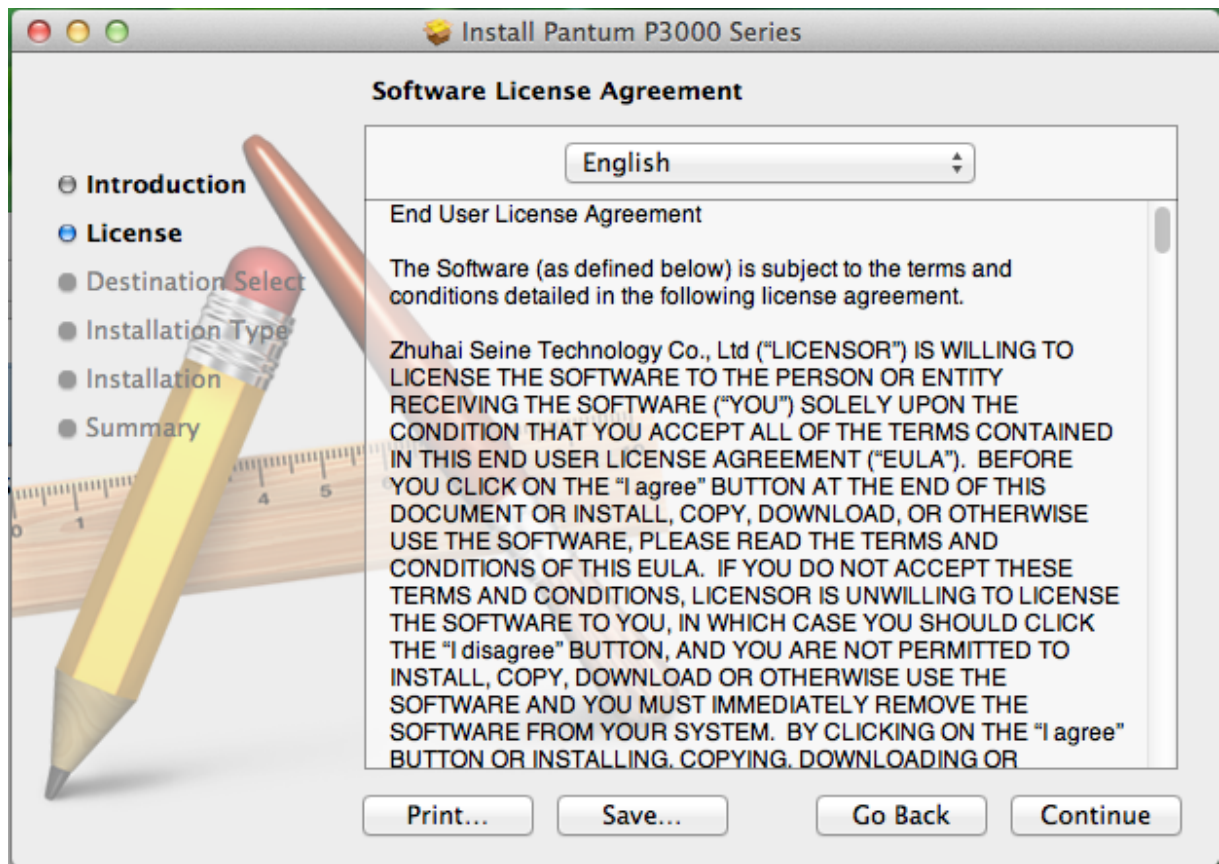 Install Pantum P3000 Series
Software License Agreement
Introduction
License
Destination Select
Installation Type
Installation
Summary
English
End User License Agreement
The Software (as defined below) is subject to the terms and
conditions detailed in the following license agreement.
Zhuhai Seine Technology Co., Ltd (“LICENSOR”) IS WILLING TO
LICENSE THE SOFTWARE TO THE PERSON OR ENTITY
RECEIVING THE SOFTWARE (“YOU”) SOLELY UPON THE
CONDITION THAT YOU ACCEPT ALL OF THE TERMS CONTAINED
IN THIS END USER LICENSE AGREEMENT (“EULA”).  BEFORE
YOU CLICK ON THE “I agree” BUTTON AT THE END OF THIS
DOCUMENT OR INSTALL, COPY, DOWNLOAD, OR OTHERWISE
USE THE SOFTWARE, PLEASE READ THE TERMS AND
CONDITIONS OF THIS EULA.  IF YOU DO NOT ACCEPT THESE
TERMS AND CONDITIONS, LICENSOR IS UNWILLING TO LICENSE
THE SOFTWARE TO YOU, IN WHICH CASE YOU SHOULD CLICK
THE “I disagree” BUTTON, AND YOU ARE NOT PERMITTED TO
INSTALL, COPY, DOWNLOAD OR OTHERWISE USE THE
SOFTWARE AND YOU MUST IMMEDIATELY REMOVE THE
SOFTWARE FROM YOUR SYSTEM.  BY CLICKING ON THE “I agree”
BUTTON OR INSTALLING, COPYING, DOWNLOADING OR
0 1 4 5
Print...
Save...
Go Back
Continue